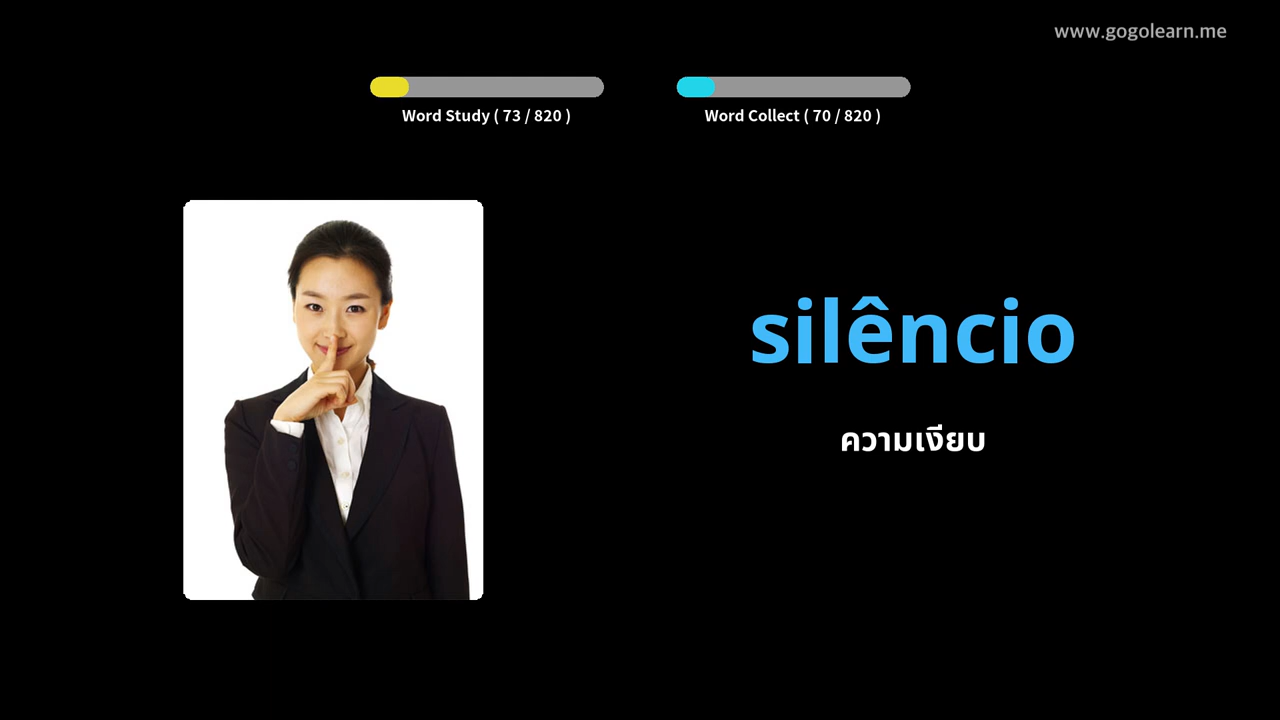 www.gogolearn.me
Word Study ( 73 / 820 )
Word Collect ( 70 / 820 )
silêncio
ความเงียบ